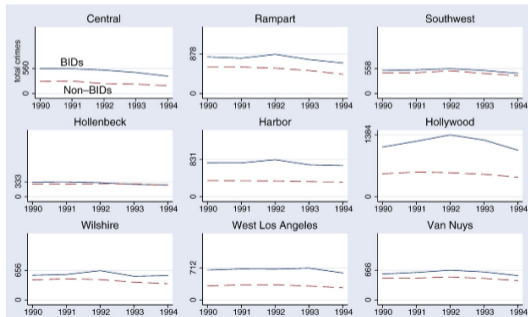 Central
Rampart
Southwest
total crimes
560
0
BIDs
Non–BIDs
1990 1991 1992 1993 1994
878
0
1990 1991 1992 1993 1994
558
0
1990 1991 1992 1993 1994
Hollenbeck
Harbor
Hollywood
333
0
1990 1991 1992 1993 1994
831
0
1990 1991 1992 1993 1994
1384
0
1990 1991 1992 1993 1994
Wilshire
West Los Angeles
Van Nuys
656
0
1990 1991 1992 1993 1994
712
0
1990 1991 1992 1993 1994
668
0
1990 1991 1992 1993 1994